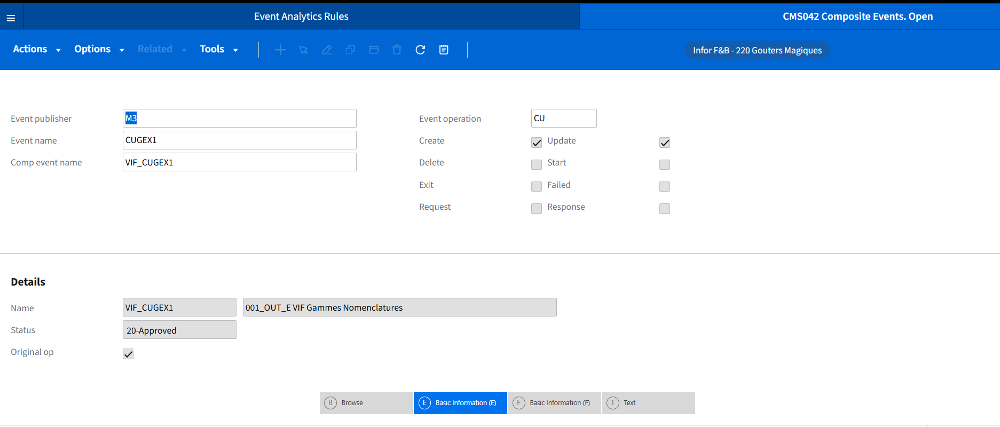 Event Analytics Rules
CMS042 Composite Events. Open
Actions Options Related Tools
Infor F&B - 220 Gouters Magiques
Event publisher M3 Event operation CU
Event name CUGEX1 Create Update
Comp event name VIF_CUGEX1 Delete Start
Exit Failed
Request Response
Details
Name VIF_CUGEX1 001_OUT_E VIF Gammes Nomenclatures
Status 20-Approved
Original op
B Browse E Basic Information (E) F Basic Information (F) T Text